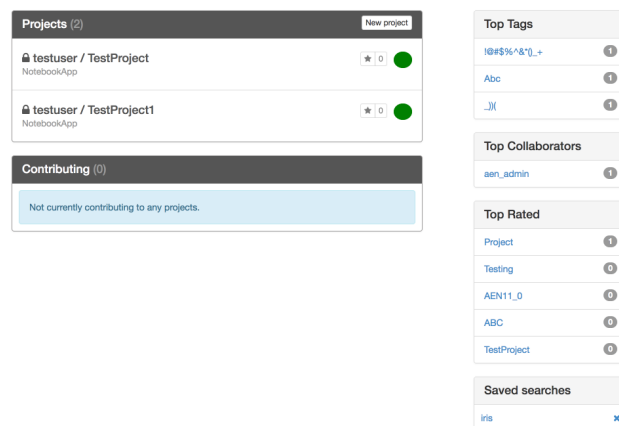 Projects (2)
New project
testuser / TestProject
0
NotebookApp
testuser / TestProject1
0
NotebookApp
Contributing (0)
Not currently contributing to any projects.
Top Tags
!@#$%^&*()_+ 1
Abc 1
_))( 1
Top Collaborators
aen_admin 1
Top Rated
Project 1
Testing 0
AEN11_0 0
ABC 0
TestProject 0
Saved searches
iris